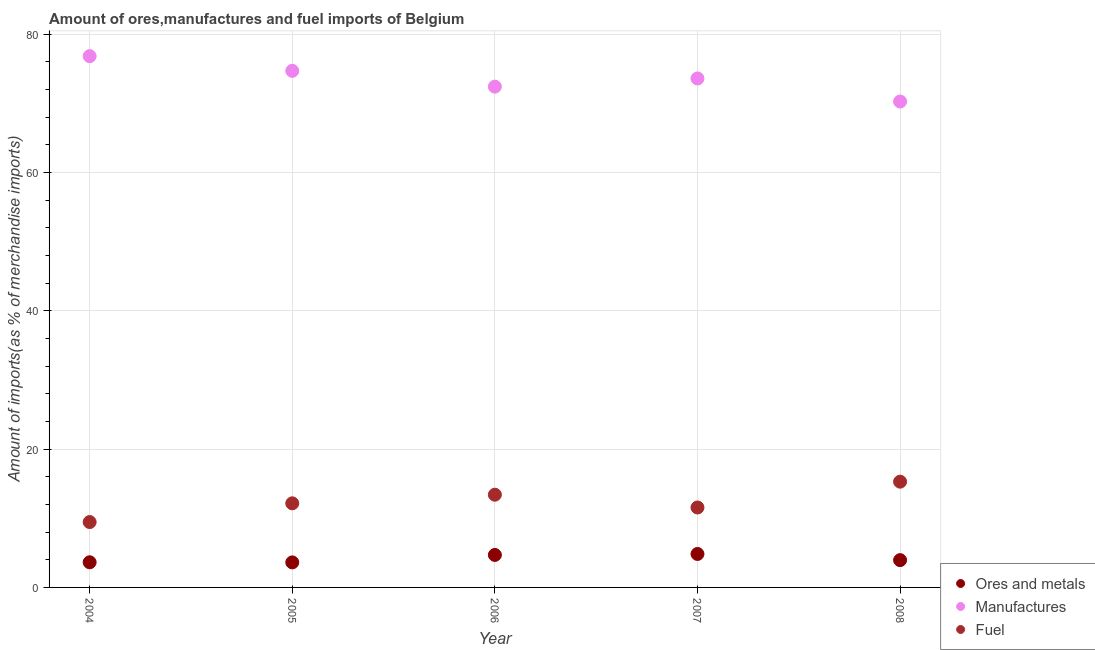 Amount of ores,manufactures and fuel imports of Belgium
Amount of imports(as % of merchandise imports)
80
60
40
20
0
2004
2005
2006
2007
2008
Year
Ores and metals
Manufactures
Fuel